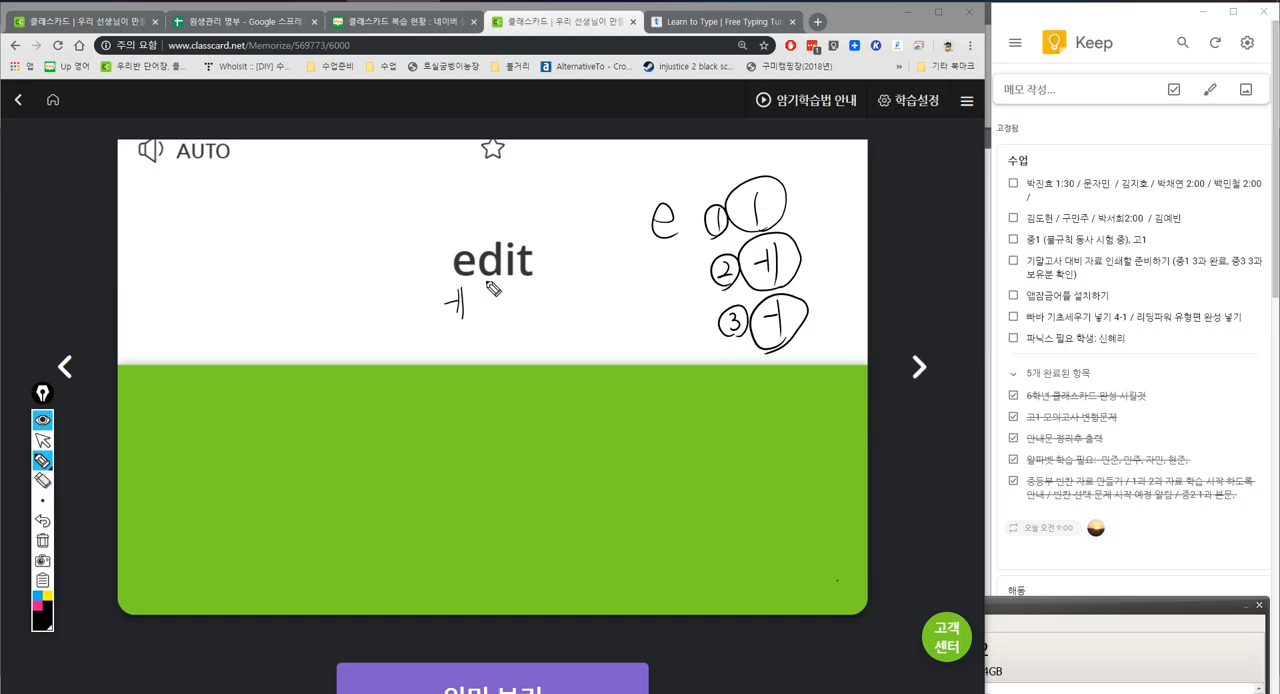 클래스카드 | 우리 선생님이 만들
원생관리 명부 - Google 스프레
클래스카드 복습 현황 : 네이버
클래스카드 | 우리 선생님이 만들
Learn to Type | Free Typing Tut
주의 요함 | www.classcard.net/Memorize/569773/6000
앱
Up 영어
우리반 단어장, 클...
WhoisIt :: [DIY] 수...
수업준비
수업
토실궁벵이농장
볼거리
AlternativeTo - Cro...
injustice 2 black sc...
구미캠핑장(2018년)
»
기타 북마크
암기학습법 안내
학습설정
AUTO
edit
ㅔ
e ① ㅣ
② ㅔ
③ ㅓ
고객
센터
Keep
메모 작성...
고정됨
수업
박진효 1:30 / 문자민 / 김지호 / 박채연 2:00 / 백민철 2:00
/
김도현 / 구민주 / 박서희2:00 / 김예빈
중1 (불규칙 동사 시험 중), 고1
기말고사 대비 자료 인쇄할 준비하기 (중1 3과 완료, 중3 3과
보유분 확인)
앱잠금어플 설치하기
빠바 기초세우기 넣기 4-1 / 리딩파워 유형편 완성 넣기
파닉스 필요 학생: 신혜리
5개 완료된 항목
6학년 클래스카드 완성 시킬것
고1 모의고사 변형문제
안내문 정리후 출력
알파벳 학습 필요: 민준, 민주, 자민, 현준,
중등부 빈칸 자료 만들기 / 1과 2과 자료 학습 시작 하도록
안내 / 빈칸 선택 문제 시작 예정 알림 / 중2 1과 본문,
오늘 오전 9:00
해동
2
4GB